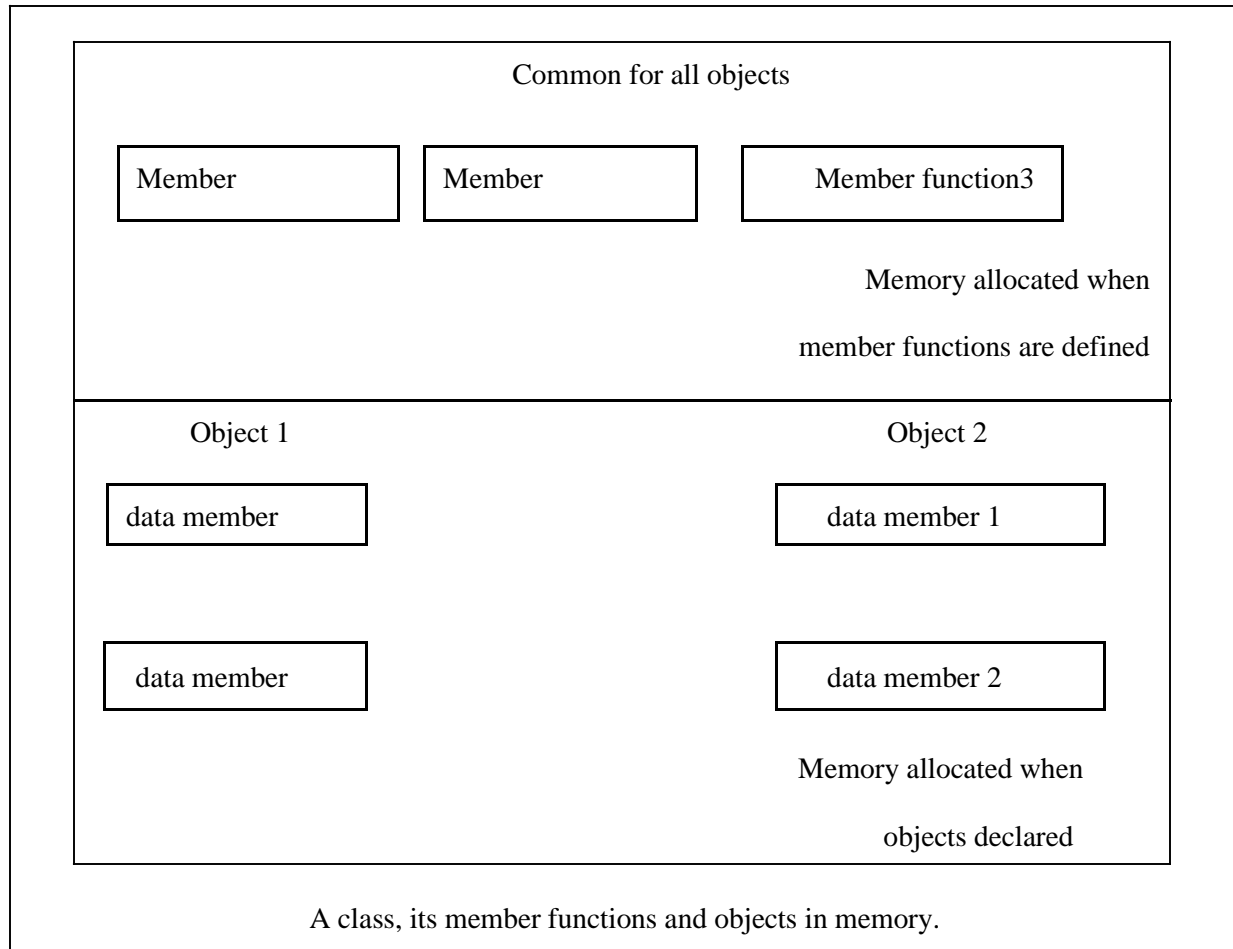 Common for all objects
Member Member Member function3
Memory allocated when
member functions are defined
Object 1 Object 2
data member data member 1
data member data member 2
Memory allocated when
objects declared
A class, its member functions and objects in memory.